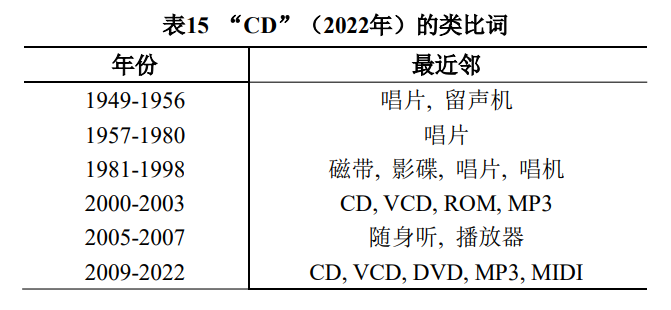 表15 “CD”（2022年）的类比词
年份 最近邻
1949-1956 唱片, 留声机
1957-1980 唱片
1981-1998 磁带, 影碟, 唱片, 唱机
2000-2003 CD, VCD, ROM, MP3
2005-2007 随身听, 播放器
2009-2022 CD, VCD, DVD, MP3, MIDI